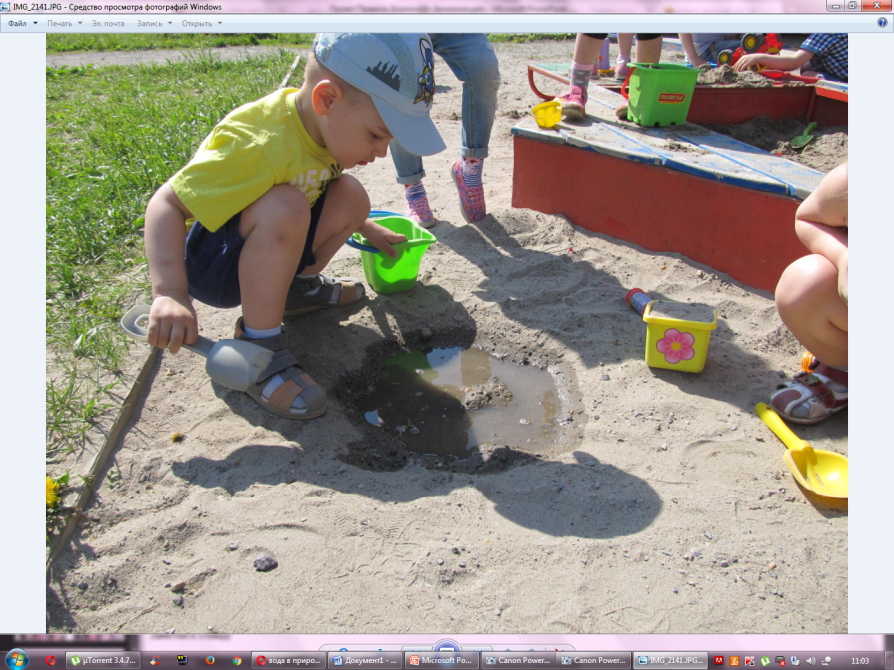 IMG_2141.JPG - Средство просмотра фотографий Windows
Файл Печать Эл. почта Запись Открыть
µTorrent 3.4.7... вода в приро... Документ1 - ... Microsoft Po... Canon Power... Canon Power... IMG_2141.JPG... 11:03